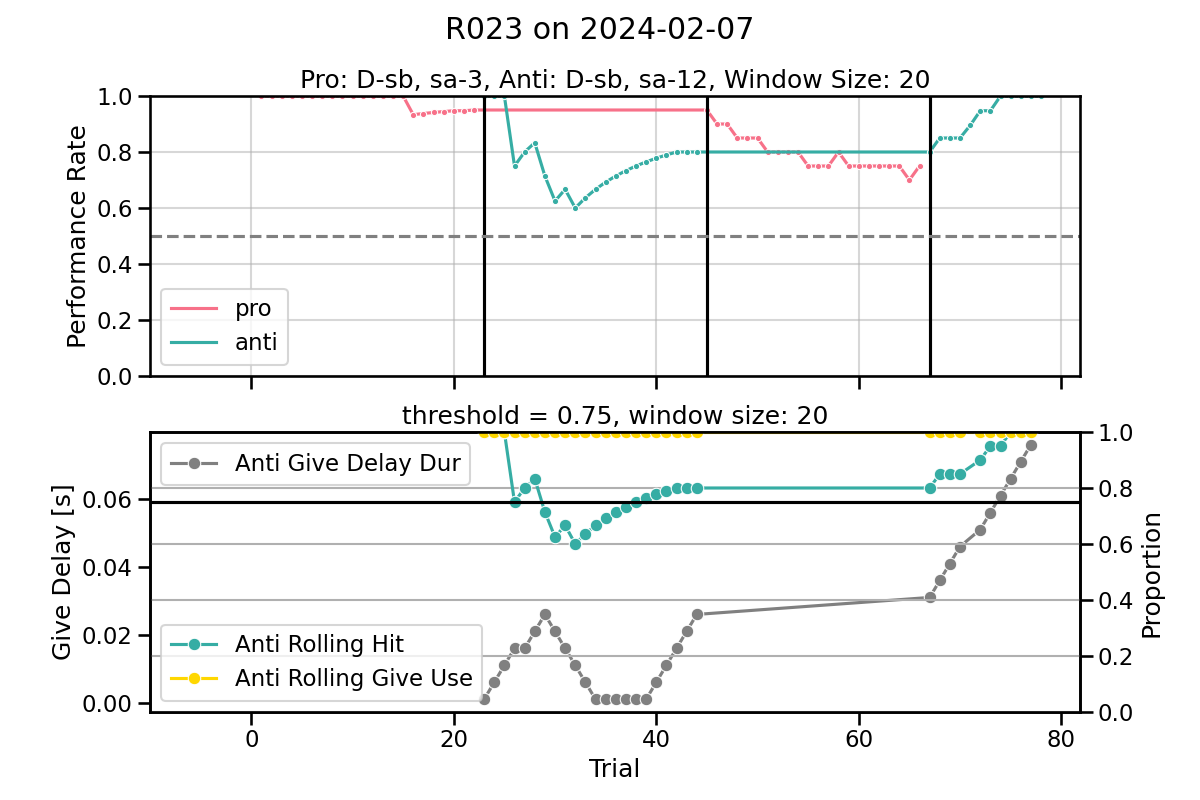 R023 on 2024-02-07
Pro: D-sb, sa-3, Anti: D-sb, sa-12, Window Size: 20
Performance Rate
1.0
0.8
0.6
0.4
0.2
0.0
pro
anti
threshold = 0.75, window size: 20
Give Delay [s]
0.06
0.04
0.02
0.00
Anti Give Delay Dur
Anti Rolling Hit
Anti Rolling Give Use
1.0
0.8
0.6
0.4
0.2
0.0
Proportion
0 20 40 60 80
Trial